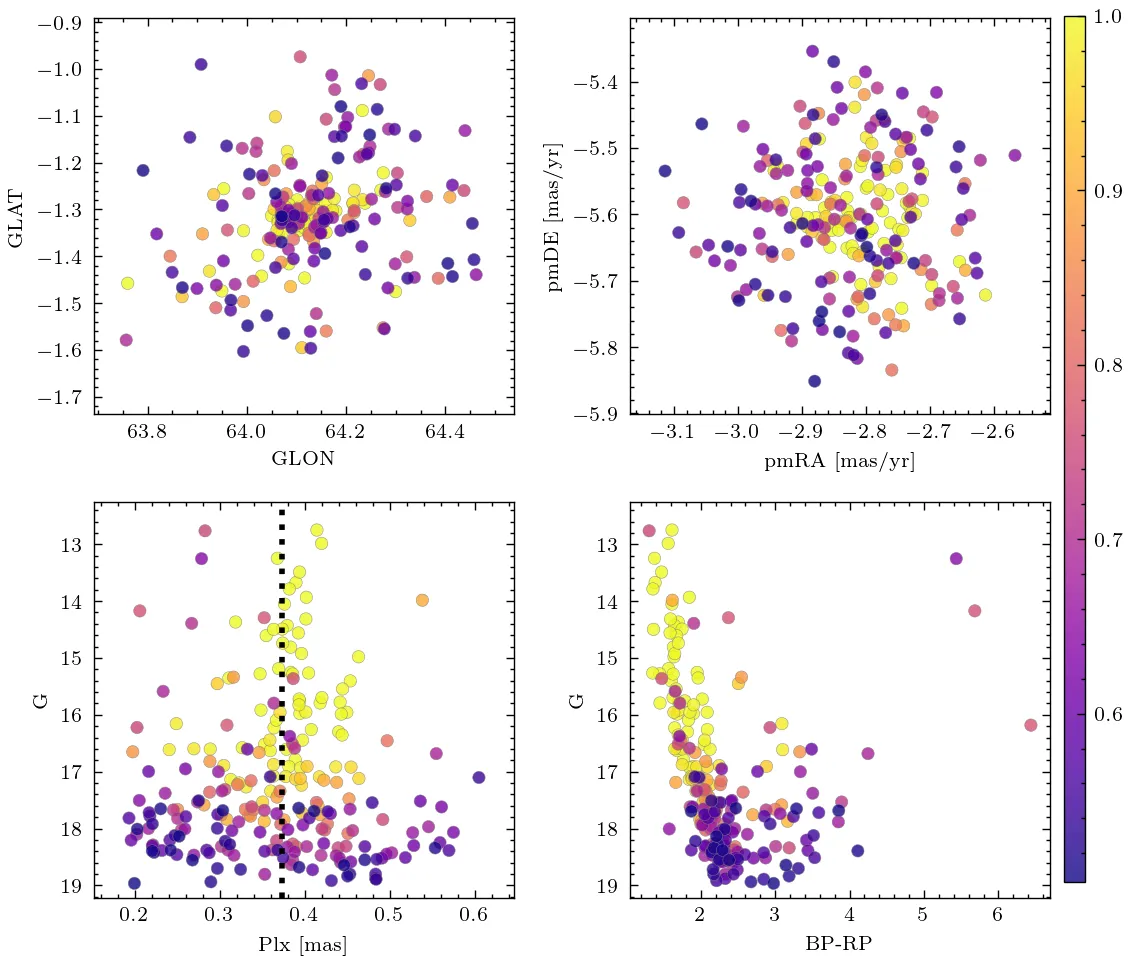 −0.9
−1.0
−1.1
−1.2
−1.3
−1.4
−1.5
−1.6
−1.7
GLAT
63.8 64.0 64.2 64.4
GLON
−5.4
−5.5
−5.6
−5.7
−5.8
−5.9
pmDE [mas/yr]
−3.1 −3.0 −2.9 −2.8 −2.7 −2.6
pmRA [mas/yr]
13
14
15
16
17
18
19
G
0.2 0.3 0.4 0.5 0.6
Plx [mas]
13
14
15
16
17
18
19
G
2 3 4 5 6
BP-RP
1.0
0.9
0.8
0.7
0.6